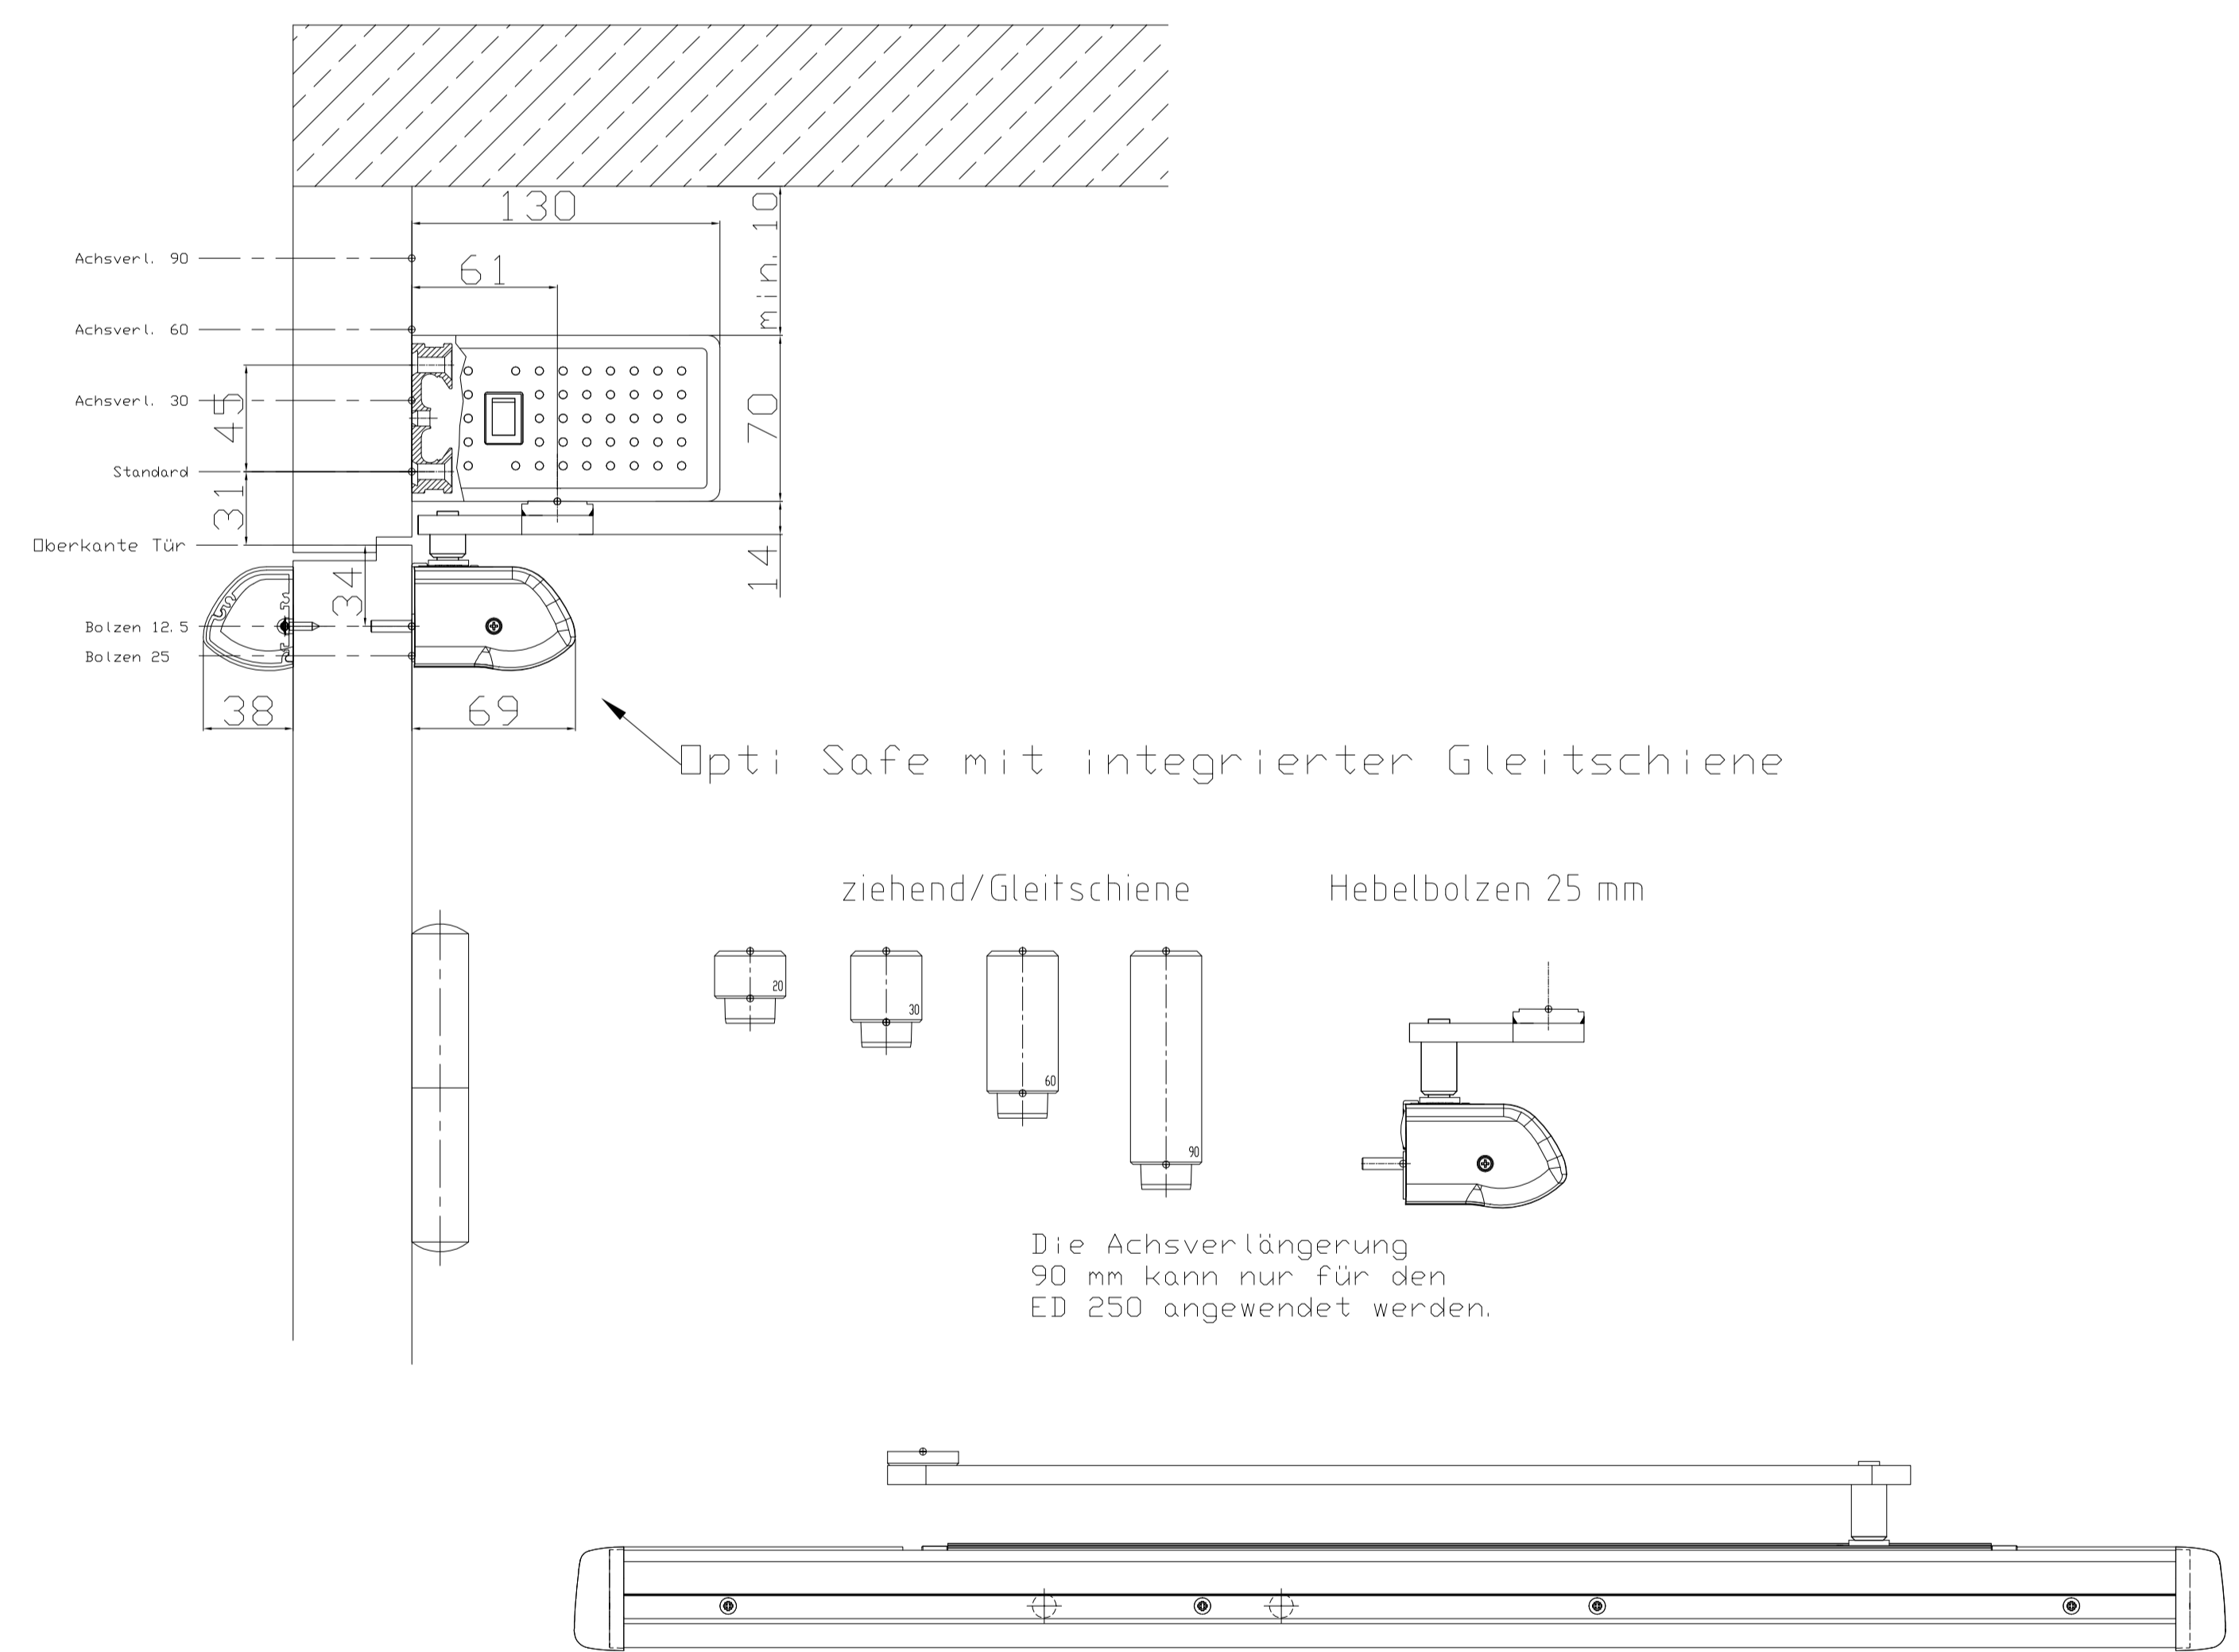 130
min. 10
Achsverl. 90
61
Achsverl. 60
Achsverl. 30
45
70
Standard
31
Oberkante Tür
14
34
Bolzen 12.5
Bolzen 25
38
69
Opti Safe mit integrierter Gleitschiene
ziehend/Gleitschiene
Hebelbolzen 25 mm
20
30
60
90
Die Achsverlängerung
90 mm kann nur für den
ED 250 angewendet werden.